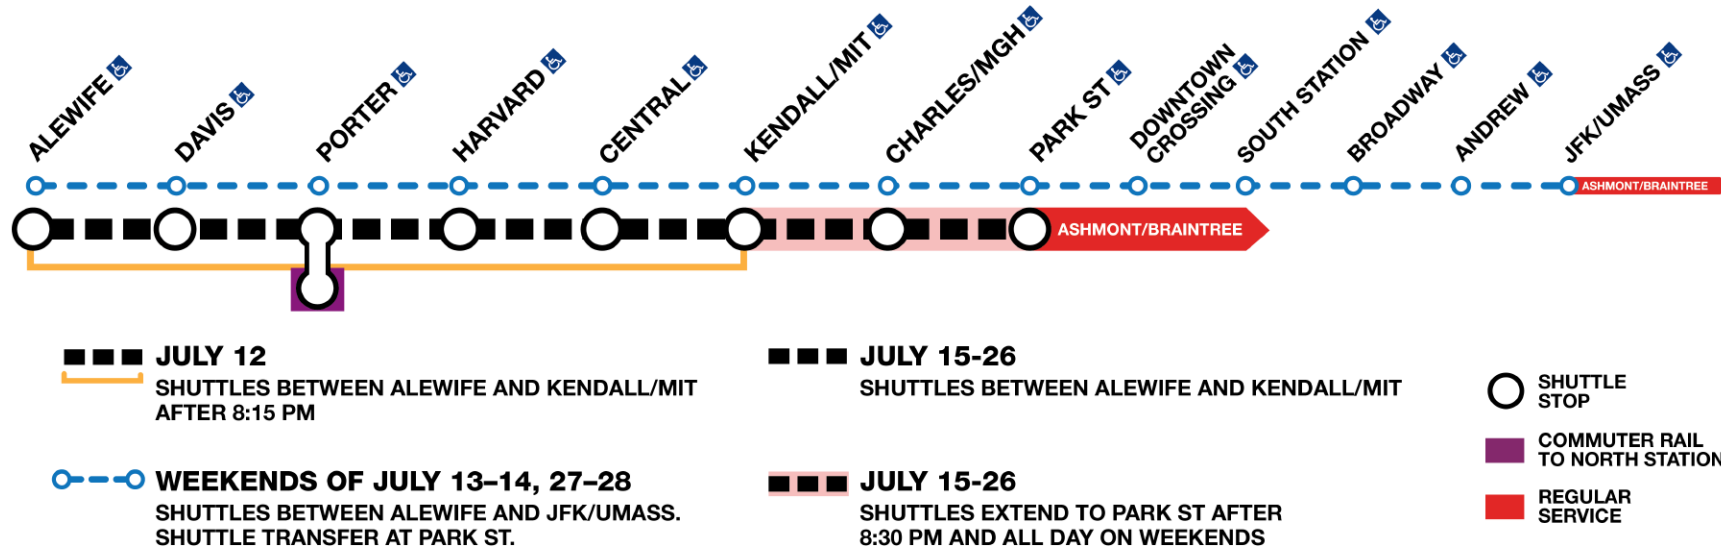 ALEWIFE
DAVIS
PORTER
HARVARD
CENTRAL
KENDALL/MIT
CHARLES/MGH
PARK ST
DOWNTOWN
CROSSING
SOUTH STATION
BROADWAY
ANDREW
JFK/UMASS
ASHMONT/BRAINTREE
ASHMONT/BRAINTREE
JULY 12
SHUTTLES BETWEEN ALEWIFE AND KENDALL/MIT
AFTER 8:15 PM
WEEKENDS OF JULY 13–14, 27–28
SHUTTLES BETWEEN ALEWIFE AND JFK/UMASS.
SHUTTLE TRANSFER AT PARK ST.
JULY 15-26
SHUTTLES BETWEEN ALEWIFE AND KENDALL/MIT
JULY 15-26
SHUTTLES EXTEND TO PARK ST AFTER
8:30 PM AND ALL DAY ON WEEKENDS
SHUTTLE
STOP
COMMUTER RAIL
TO NORTH STATION
REGULAR
SERVICE